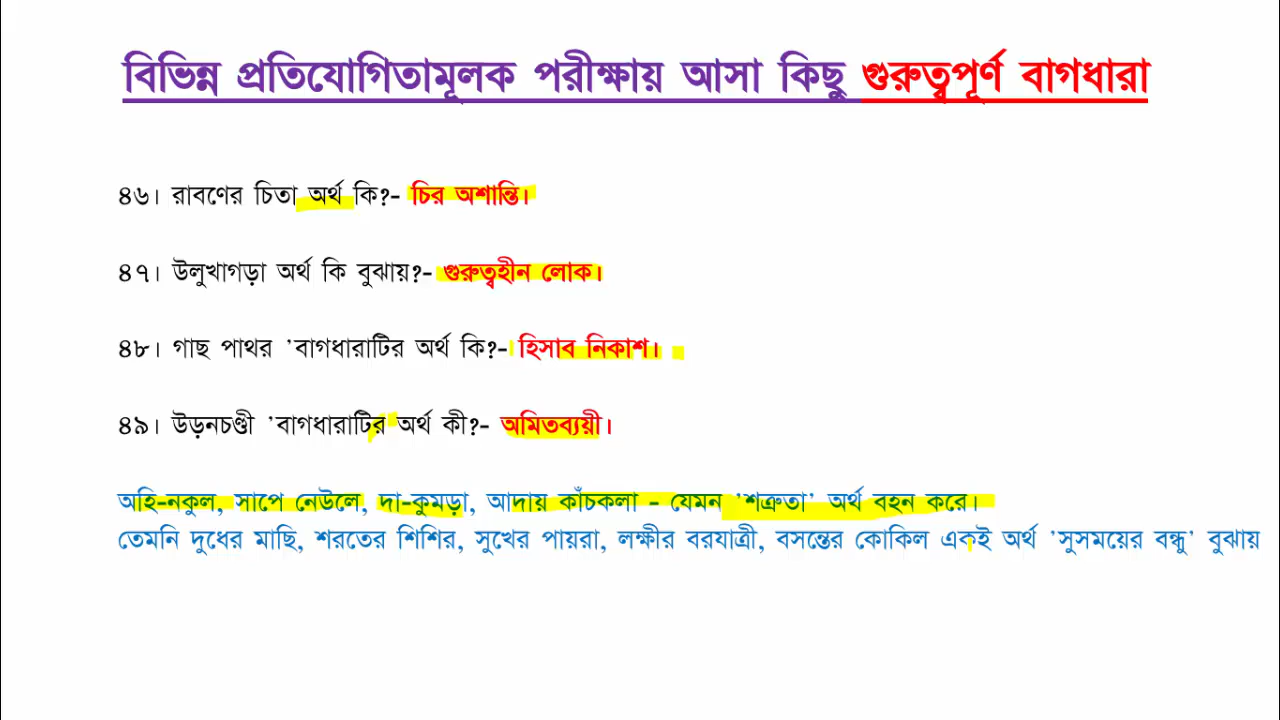 বিভিন্ন প্রতিযোগিতামূলক পরীক্ষায় আসা কিছু গুরুত্বপূর্ণ বাগধারা
৪৬। রাবণের চিতা অর্থ কি?- চির অশান্তি।
৪৭। উলুখাগড়া অর্থ কি বুঝায়?- গুরুত্বহীন লোক।
৪৮। গাছ পাথর 'বাগধারাটির অর্থ কি?- হিসাব নিকাশ।
৪৯। উড়নচণ্ডী 'বাগধারাটির অর্থ কী?- অমিতব্যয়ী।
অহি-নকুল, সাপে নেউলে, দা-কুমড়া, আদায় কাঁচকলা - যেমন 'শত্রুতা' অর্থ বহন করে।
তেমনি দুধের মাছি, শরতের শিশির, সুখের পায়রা, লক্ষীর বরযাত্রী, বসন্তের কোকিল একই অর্থ 'সুসময়ের বন্ধু' বুঝায়